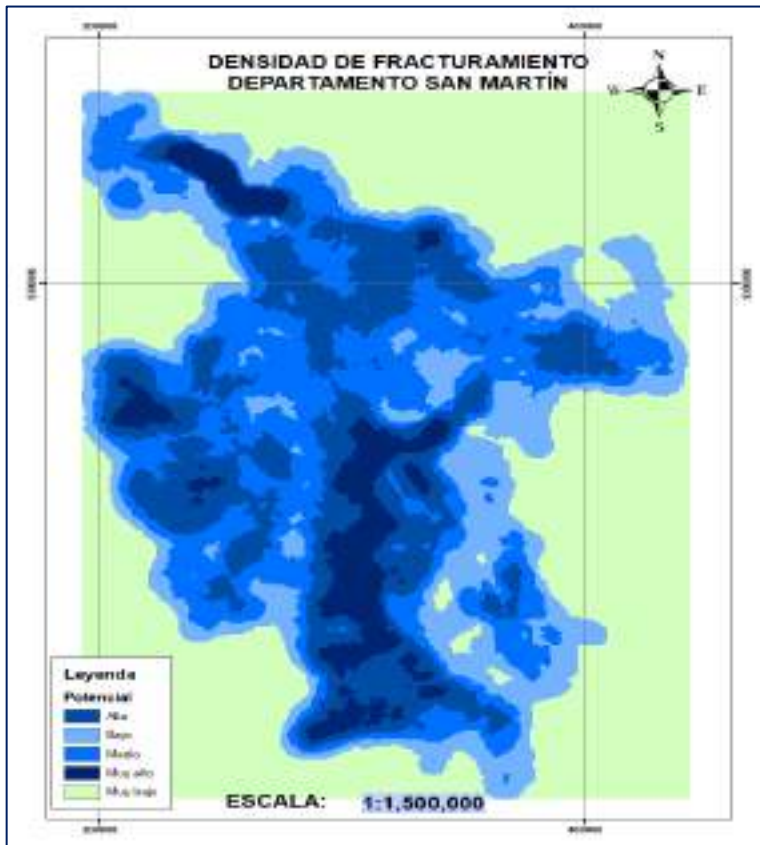 DENSIDAD DE FRACTURAMIENTO
DEPARTAMENTO SAN MARTÍN
N
W E
S
Leyenda
Potencial
Alto
Bajo
Medio
Muy alto
Muy bajo
ESCALA: 1:1,500,000